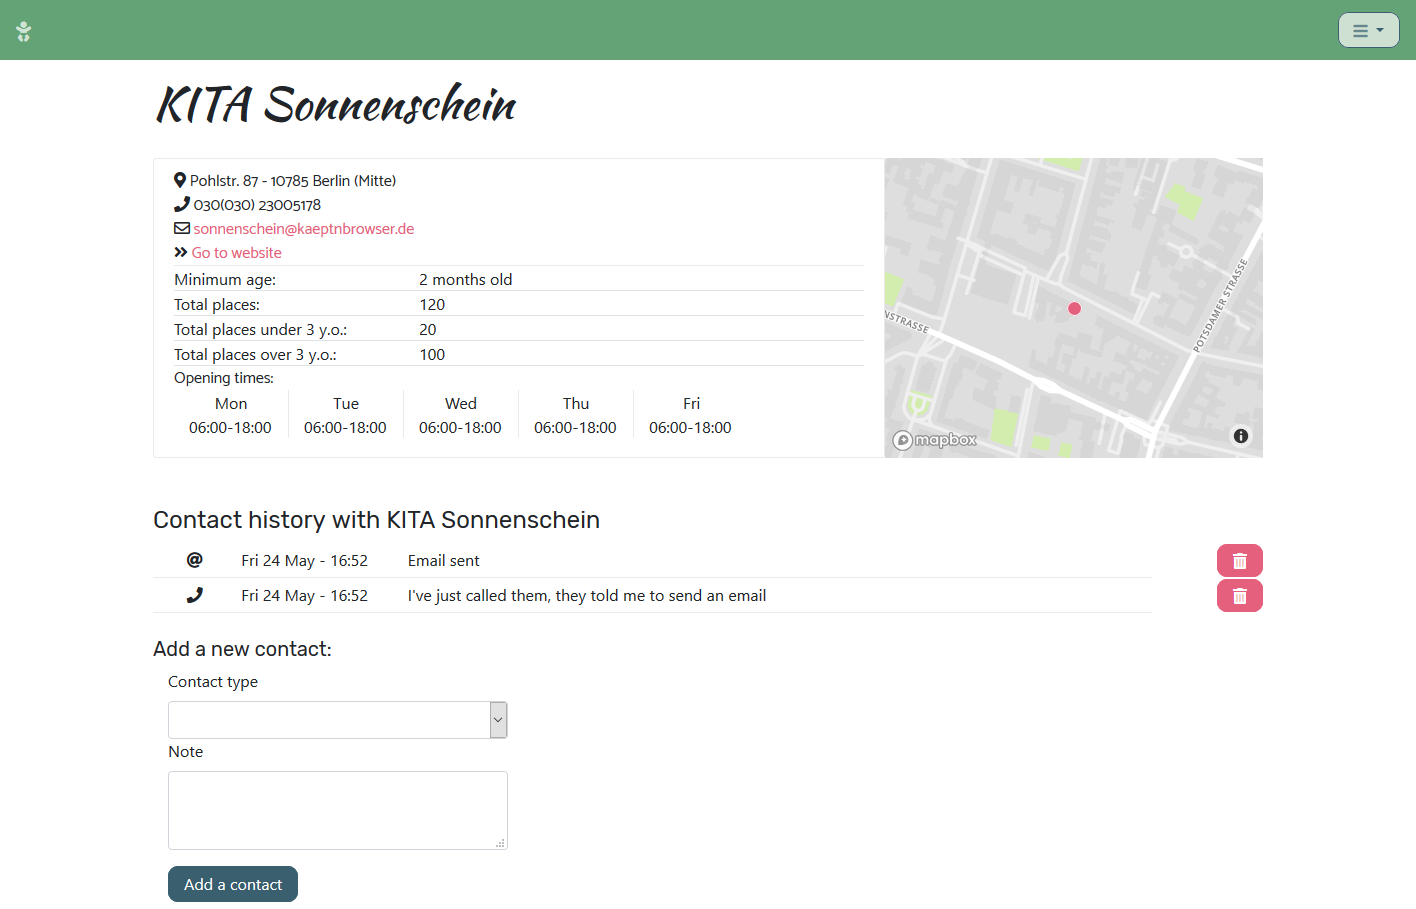 KITA Sonnenschein
Pohlstr. 87 - 10785 Berlin (Mitte)
030(030) 23005178
sonnenschein@kaeptnbrowser.de
Go to website
Minimum age: 2 months old
Total places: 120
Total places under 3 y.o.: 20
Total places over 3 y.o.: 100
Opening times:
Mon Tue Wed Thu Fri
06:00-18:00 06:00-18:00 06:00-18:00 06:00-18:00 06:00-18:00
NSTRASSE
POTSDAMER STRASSE
mapbox
Contact history with KITA Sonnenschein
Fri 24 May - 16:52 Email sent
Fri 24 May - 16:52 I've just called them, they told me to send an email
Add a new contact:
Contact type
Note
Add a contact